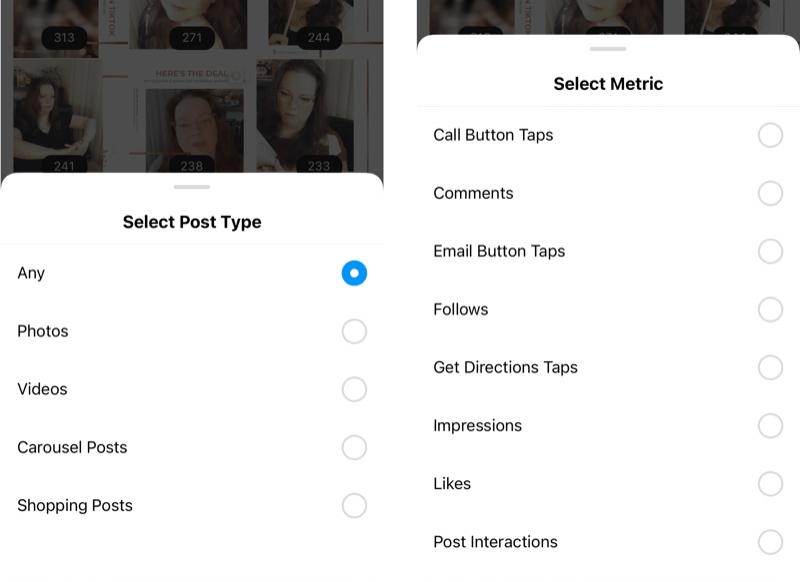 313
271
244
HERE'S THE DEAL
241
238
233
Select Post Type
Any
Photos
Videos
Carousel Posts
Shopping Posts
Select Metric
Call Button Taps
Comments
Email Button Taps
Follows
Get Directions Taps
Impressions
Likes
Post Interactions